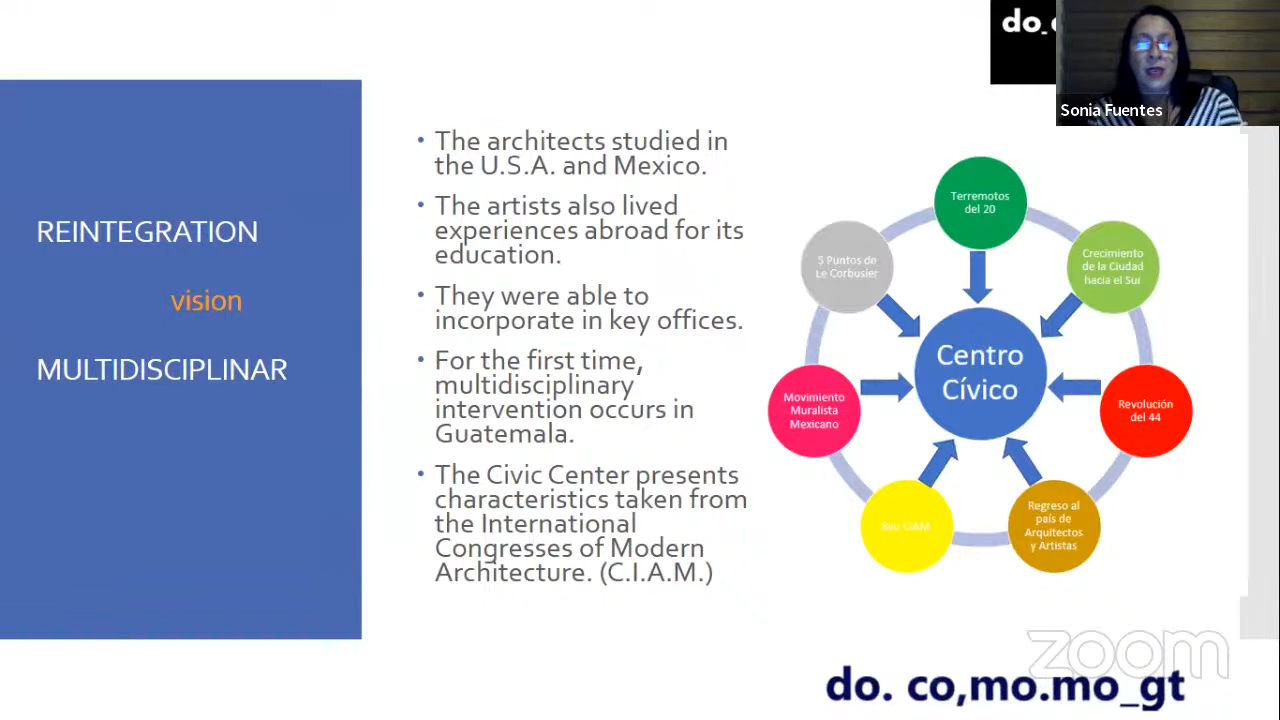 do_
Sonia Fuentes
REINTEGRATION
vision
MULTIDISCIPLINAR
• The architects studied in
the U.S.A. and Mexico.
• The artists also lived
experiences abroad for its
education.
• They were able to
incorporate in key offices.
• For the first time,
multidisciplinary
intervention occurs in
Guatemala.
• The Civic Center presents
characteristics taken from
the International
Congresses of Modern
Architecture. (C.I.A.M.)
Terremotos
del 20
Crecimiento
de la Ciudad
hacia el Sur
Revolución
del 44
Regreso al
país de
Arquitectos
y Artistas
CIAM
Movimiento
Muralista
Mexicano
5 Puntos de
Le Corbusier
Centro
Cívico
zoom
do. co,mo.mo_gt